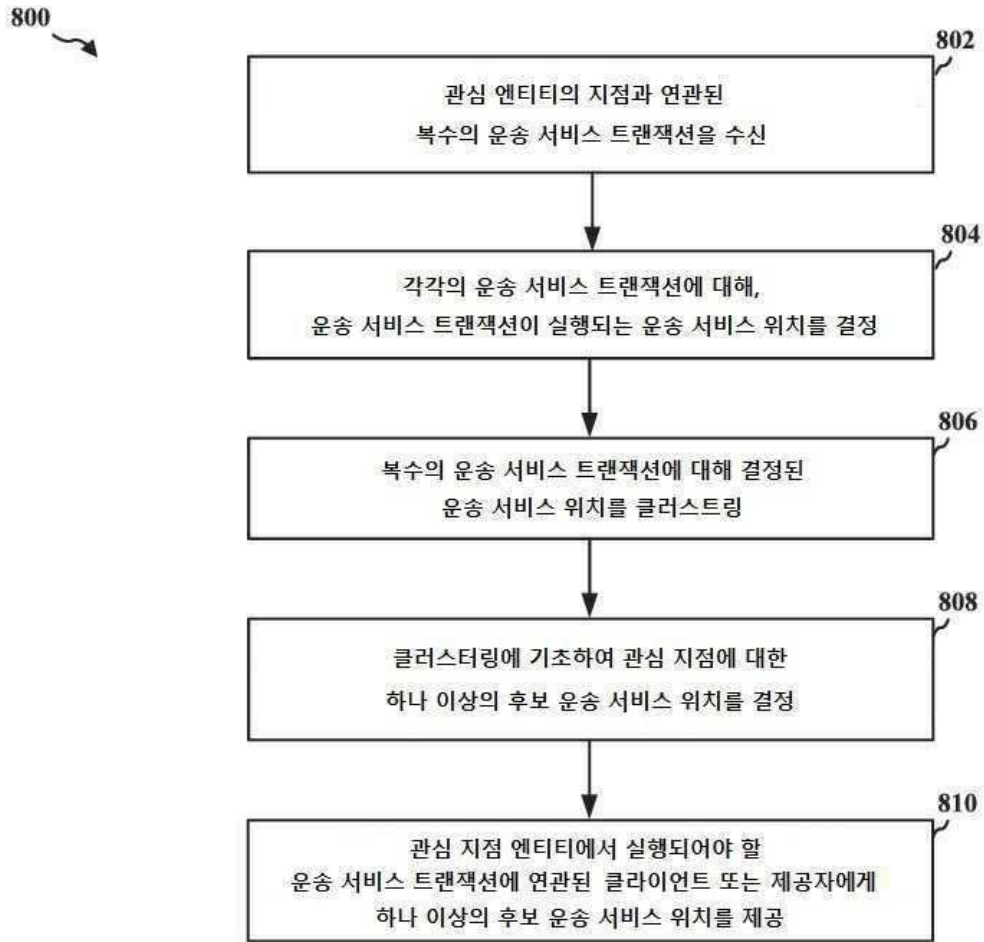 800
802
관심 엔티티의 지점과 연관된
복수의 운송 서비스 트랜잭션을 수신
804
각각의 운송 서비스 트랜잭션에 대해,
운송 서비스 트랜잭션이 실행되는 운송 서비스 위치를 결정
806
복수의 운송 서비스 트랜잭션에 대해 결정된
운송 서비스 위치를 클러스트링
808
클러스터링에 기초하여 관심 지점에 대한
하나 이상의 후보 운송 서비스 위치를 결정
810
관심 지점 엔티티에서 실행되어야 할
운송 서비스 트랜잭션에 연관된 클라이언트 또는 제공자에게
하나 이상의 후보 운송 서비스 위치를 제공